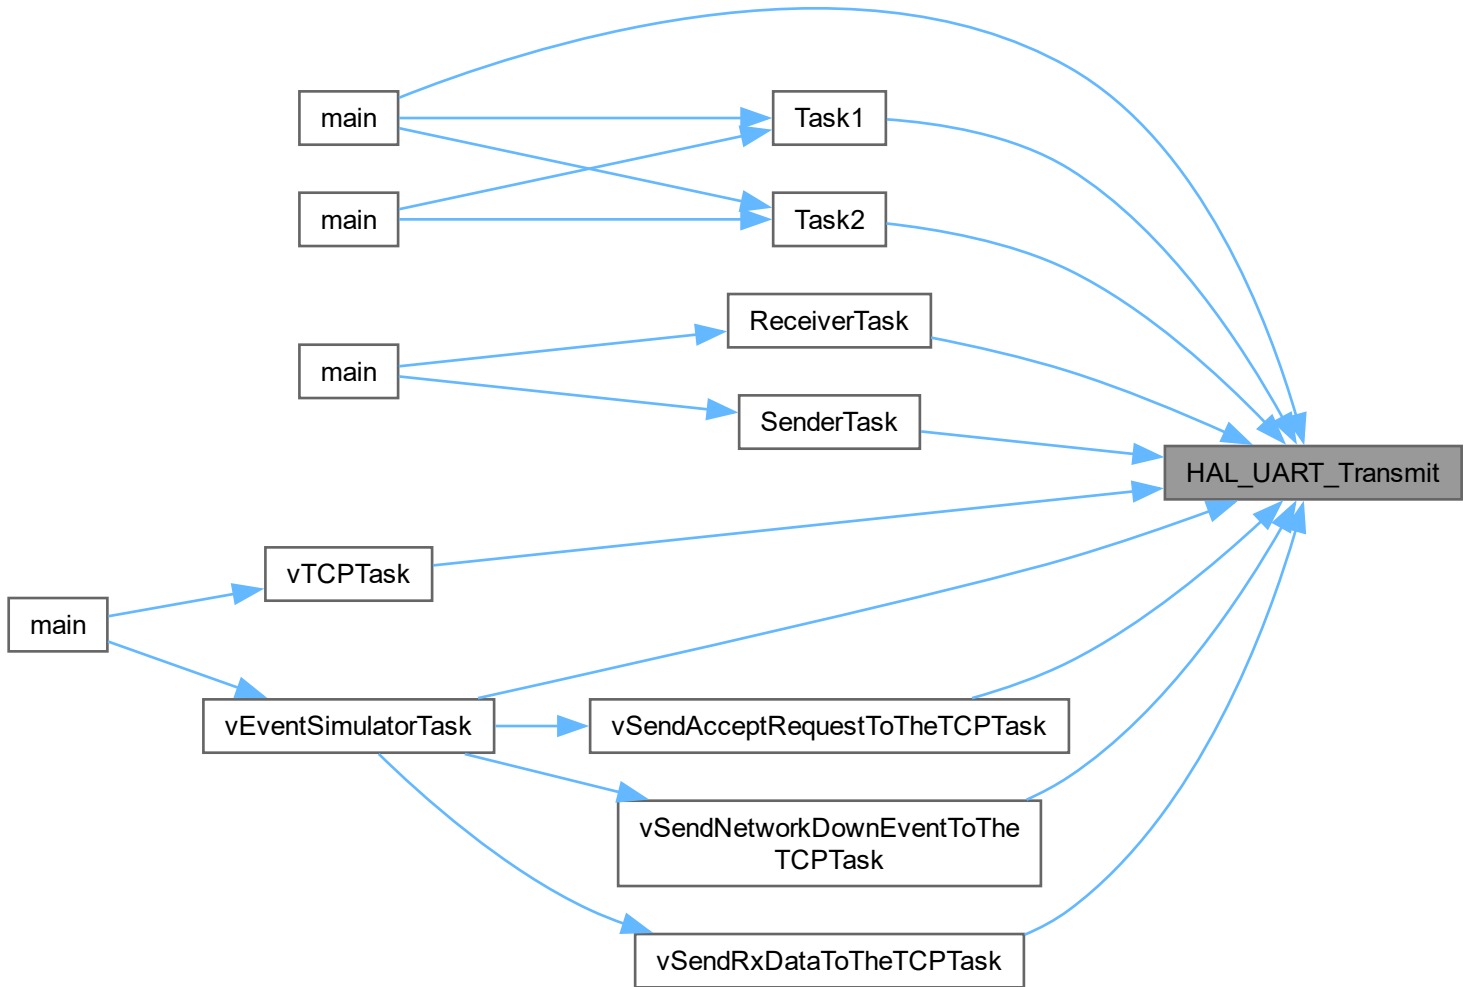 main
Task1
main
Task2
ReceiverTask
main
SenderTask
HAL_UART_Transmit
vTCPTask
main
vEventSimulatorTask
vSendAcceptRequestToTheTCPTask
vSendNetworkDownEventToThe
TCPTask
vSendRxDataToTheTCPTask